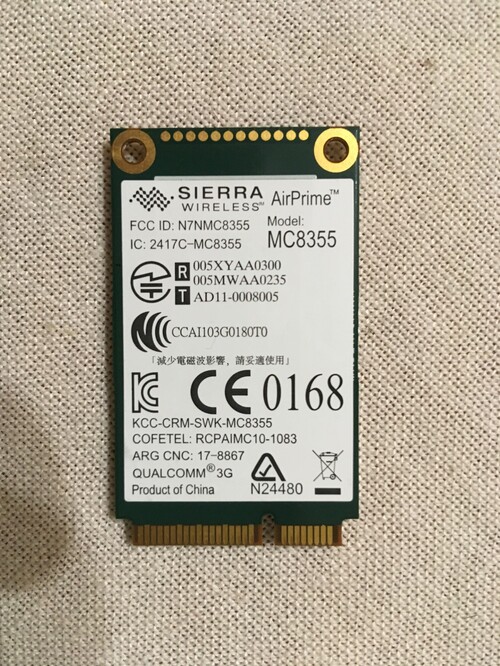 SIERRA WIRELESS℠ AirPrime™
FCC ID: N7NMC8355
IC: 2417C-MC8355
Model:
MC8355
R 005XYAA0300
005MWAA0235
T AD11-0008005
CCAI103G0180T0
「減少電磁波影響，請妥適使用」
CE 0168
KCC-CRM-SWK-MC8355
COFETEL: RCPAIMC10-1083
ARG CNC: 17-8867
QUALCOMM® 3G
Product of China
N24480